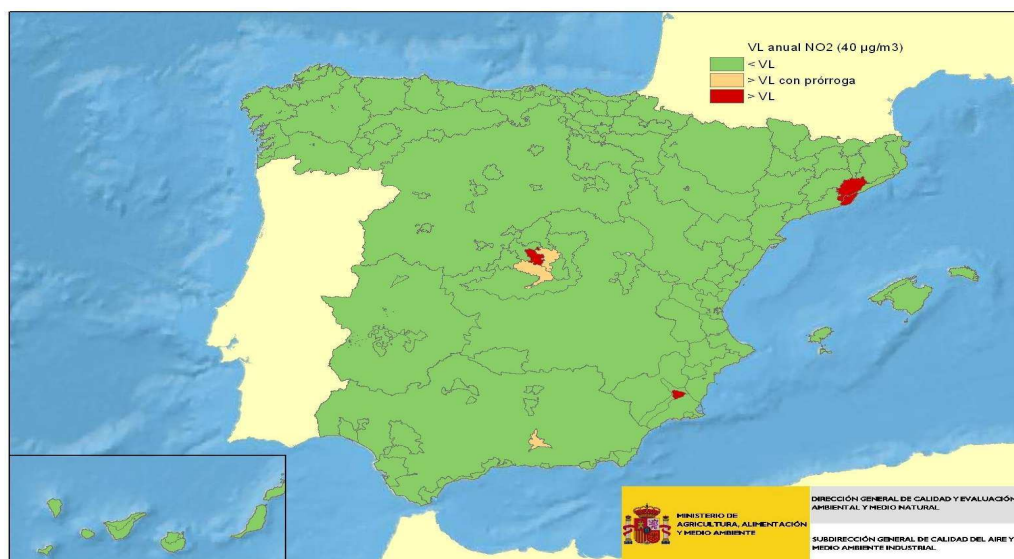 VL anual NO2 (40 µg/m3)
< VL
> VL con prórroga
> VL
MINISTERIO DE
AGRICULTURA, ALIMENTACIÓN
Y MEDIO AMBIENTE
DIRECCIÓN GENERAL DE CALIDAD Y EVALUACIÓN
AMBIENTAL Y MEDIO NATURAL
SUBDIRECCIÓN GENERAL DE CALIDAD DEL AIRE Y
MEDIO AMBIENTE INDUSTRIAL